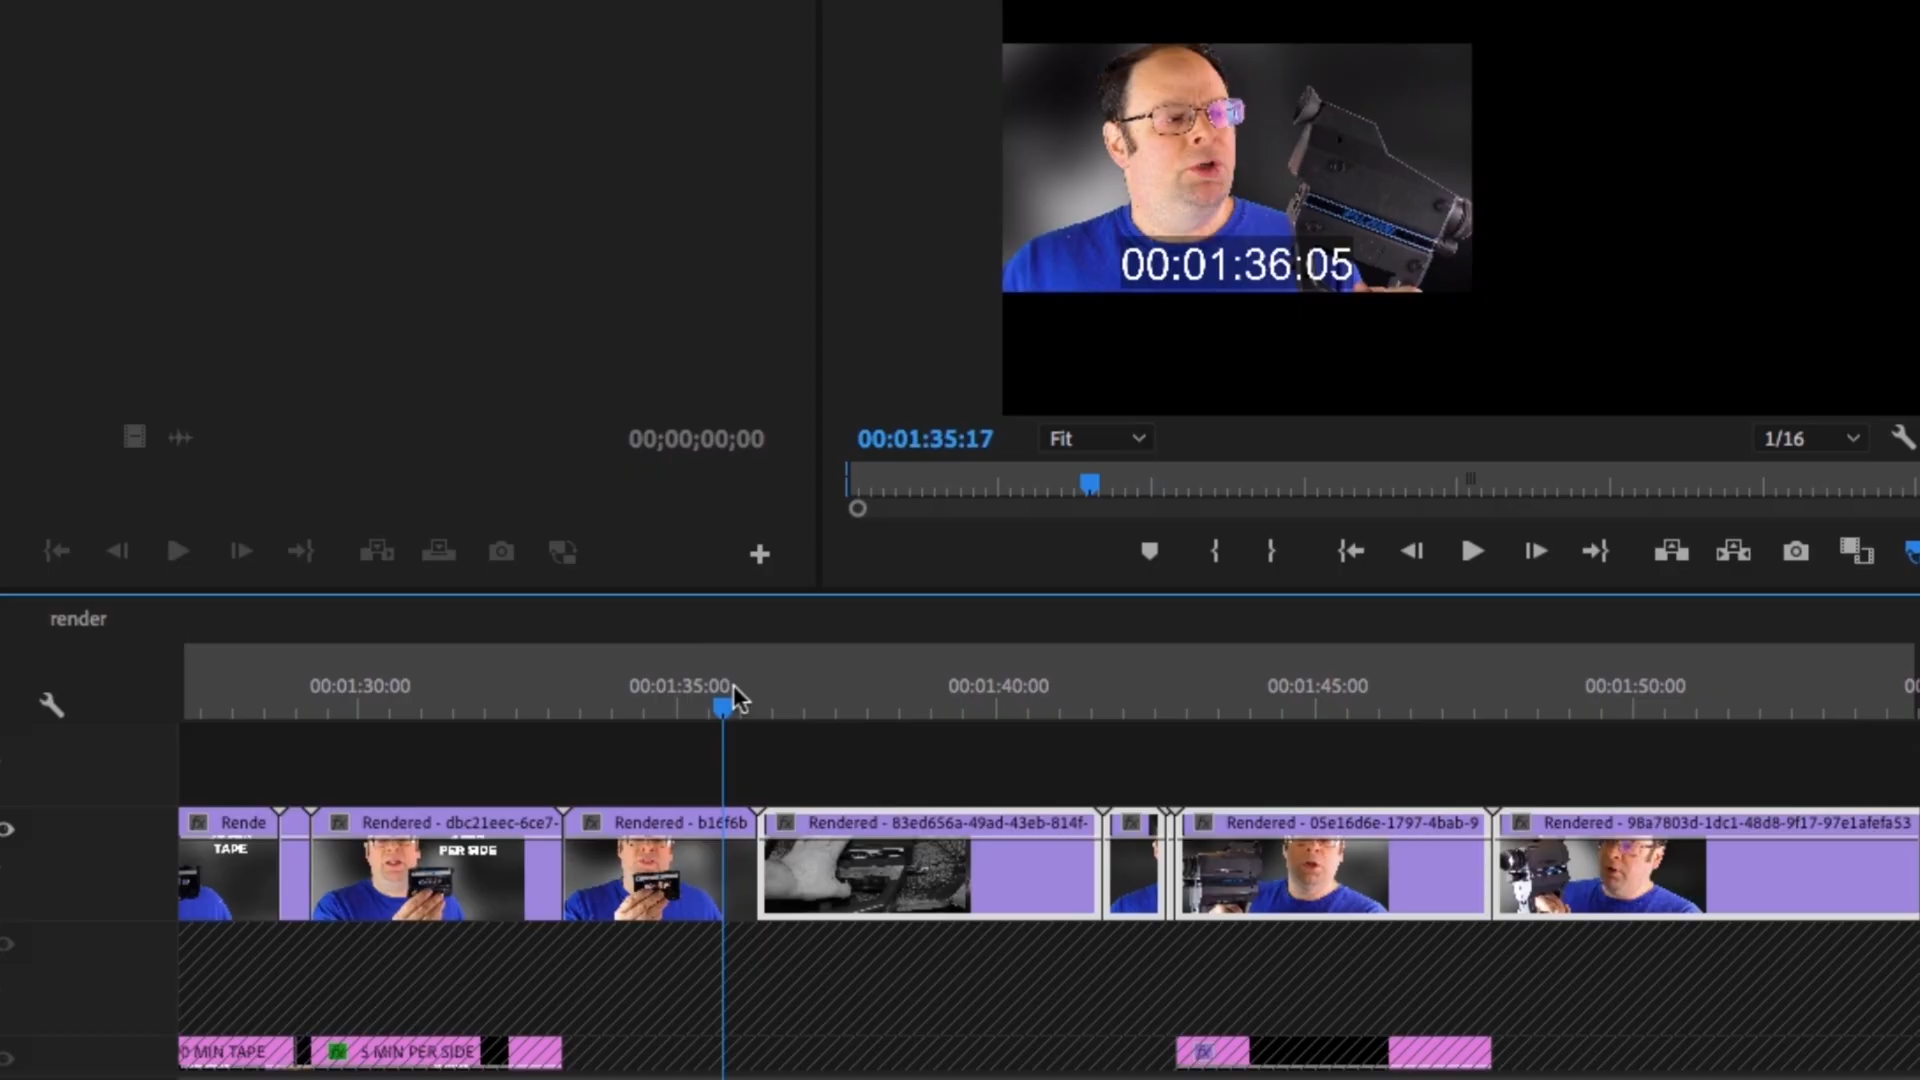 00:01:36:05
00;00;00;00
00:01:35:17
Fit
1/16
render
00:01:30:00
00:01:35:00
00:01:40:00
00:01:45:00
00:01:50:00
Rende
Rendered - dbc21eec-6ce7-
Rendered - b16f6b
Rendered - 83ed656a-49ad-43eb-814f-
Rendered - 05e16d6e-1797-4bab-9
Rendered - 98a7803d-1dc1-48d8-9f17-97e1afefa53
TAPE
PER SIDE
0 MIN TAPE
5 MIN PER SIDE